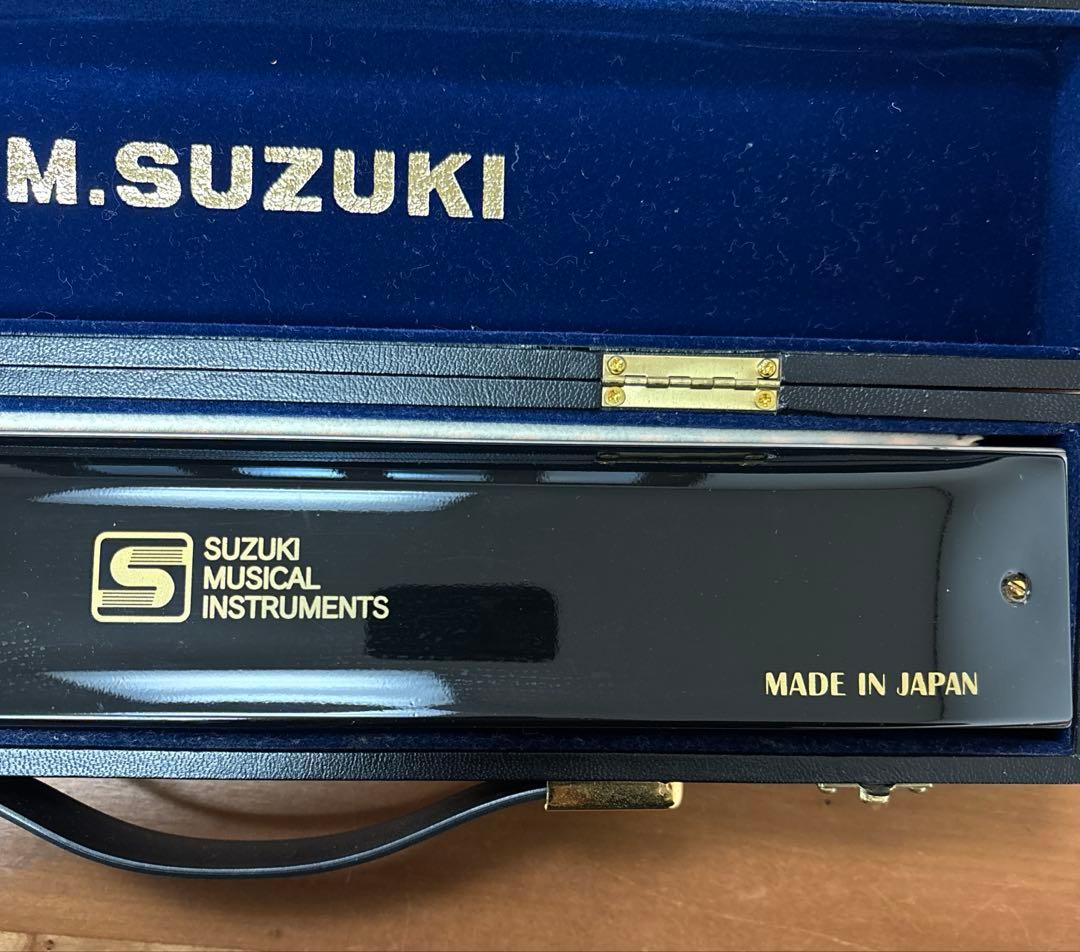 M.SUZUKI
SUZUKI
MUSICAL
INSTRUMENTS
MADE IN JAPAN